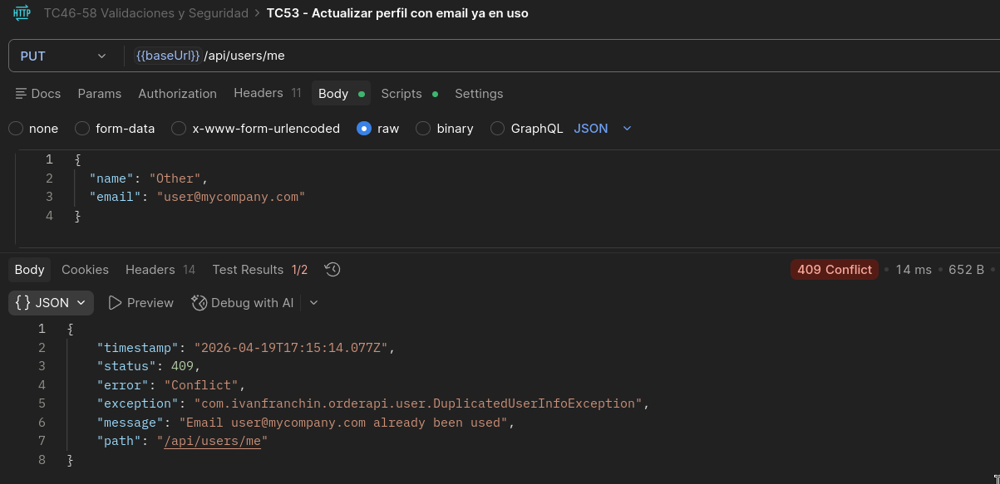 HTTP TC46-58 Validaciones y Seguridad > TC53 - Actualizar perfil con email ya en uso
PUT {{baseUrl}} /api/users/me
Docs Params Authorization Headers 11 Body Scripts Settings
none form-data x-www-form-urlencoded raw binary GraphQL JSON
1 {
2 "name": "Other",
3 "email": "user@mycompany.com"
4 }
Body Cookies Headers 14 Test Results 1/2 409 Conflict • 14 ms • 652 B •
{} JSON Preview Debug with AI
1 {
2 "timestamp": "2026-04-19T17:15:14.077Z",
3 "status": 409,
4 "error": "Conflict",
5 "exception": "com.ivanfranchin.orderapi.user.DuplicatedUserInfoException",
6 "message": "Email user@mycompany.com already been used",
7 "path": "/api/users/me"
8 }